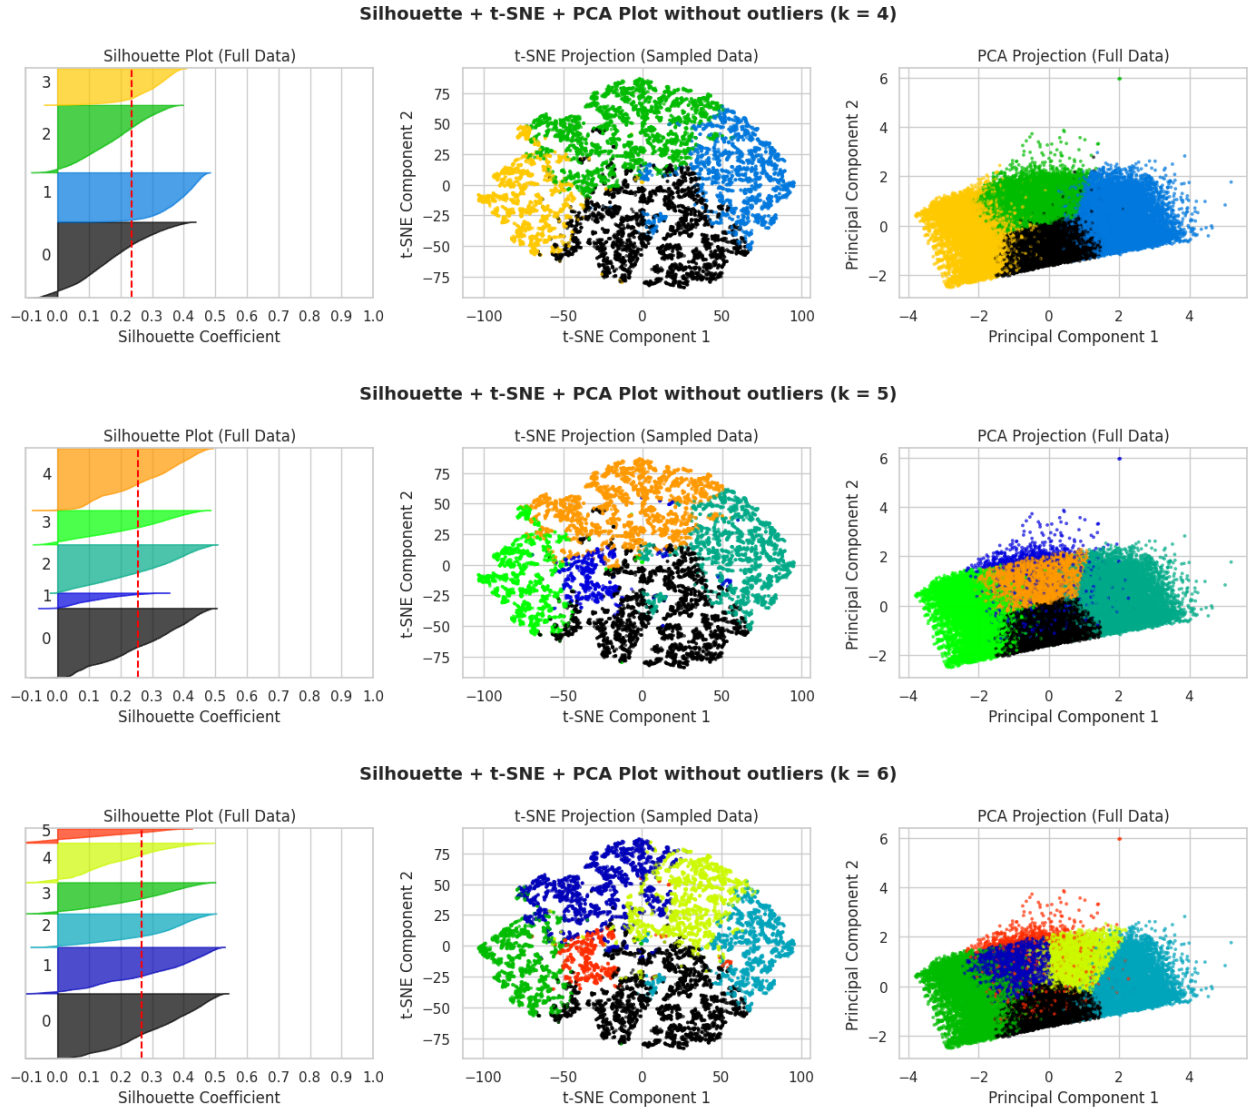 Silhouette + t-SNE + PCA Plot without outliers (k = 4)
Silhouette Plot (Full Data)
3
2
1
0
−0.1 0.0 0.1 0.2 0.3 0.4 0.5 0.6 0.7 0.8 0.9 1.0
Silhouette Coefficient
t-SNE Projection (Sampled Data)
t-SNE Component 2
75
50
25
0
−25
−50
−75
−100 −50 0 50 100
t-SNE Component 1
PCA Projection (Full Data)
Principal Component 2
6
4
2
0
−2
−4 −2 0 2 4
Principal Component 1
Silhouette + t-SNE + PCA Plot without outliers (k = 5)
Silhouette Plot (Full Data)
4
3
2
1
0
−0.1 0.0 0.1 0.2 0.3 0.4 0.5 0.6 0.7 0.8 0.9 1.0
Silhouette Coefficient
t-SNE Projection (Sampled Data)
t-SNE Component 2
75
50
25
0
−25
−50
−75
−100 −50 0 50 100
t-SNE Component 1
PCA Projection (Full Data)
Principal Component 2
6
4
2
0
−2
−4 −2 0 2 4
Principal Component 1
Silhouette + t-SNE + PCA Plot without outliers (k = 6)
Silhouette Plot (Full Data)
5
4
3
2
1
0
−0.1 0.0 0.1 0.2 0.3 0.4 0.5 0.6 0.7 0.8 0.9 1.0
Silhouette Coefficient
t-SNE Projection (Sampled Data)
t-SNE Component 2
75
50
25
0
−25
−50
−75
−100 −50 0 50 100
t-SNE Component 1
PCA Projection (Full Data)
Principal Component 2
6
4
2
0
−2
−4 −2 0 2 4
Principal Component 1